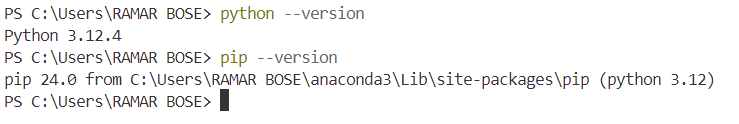 PS C:\Users\RAMAR BOSE> python --version
Python 3.12.4
PS C:\Users\RAMAR BOSE> pip --version
pip 24.0 from C:\Users\RAMAR BOSE\anaconda3\Lib\site-packages\pip (python 3.12)
PS C:\Users\RAMAR BOSE>